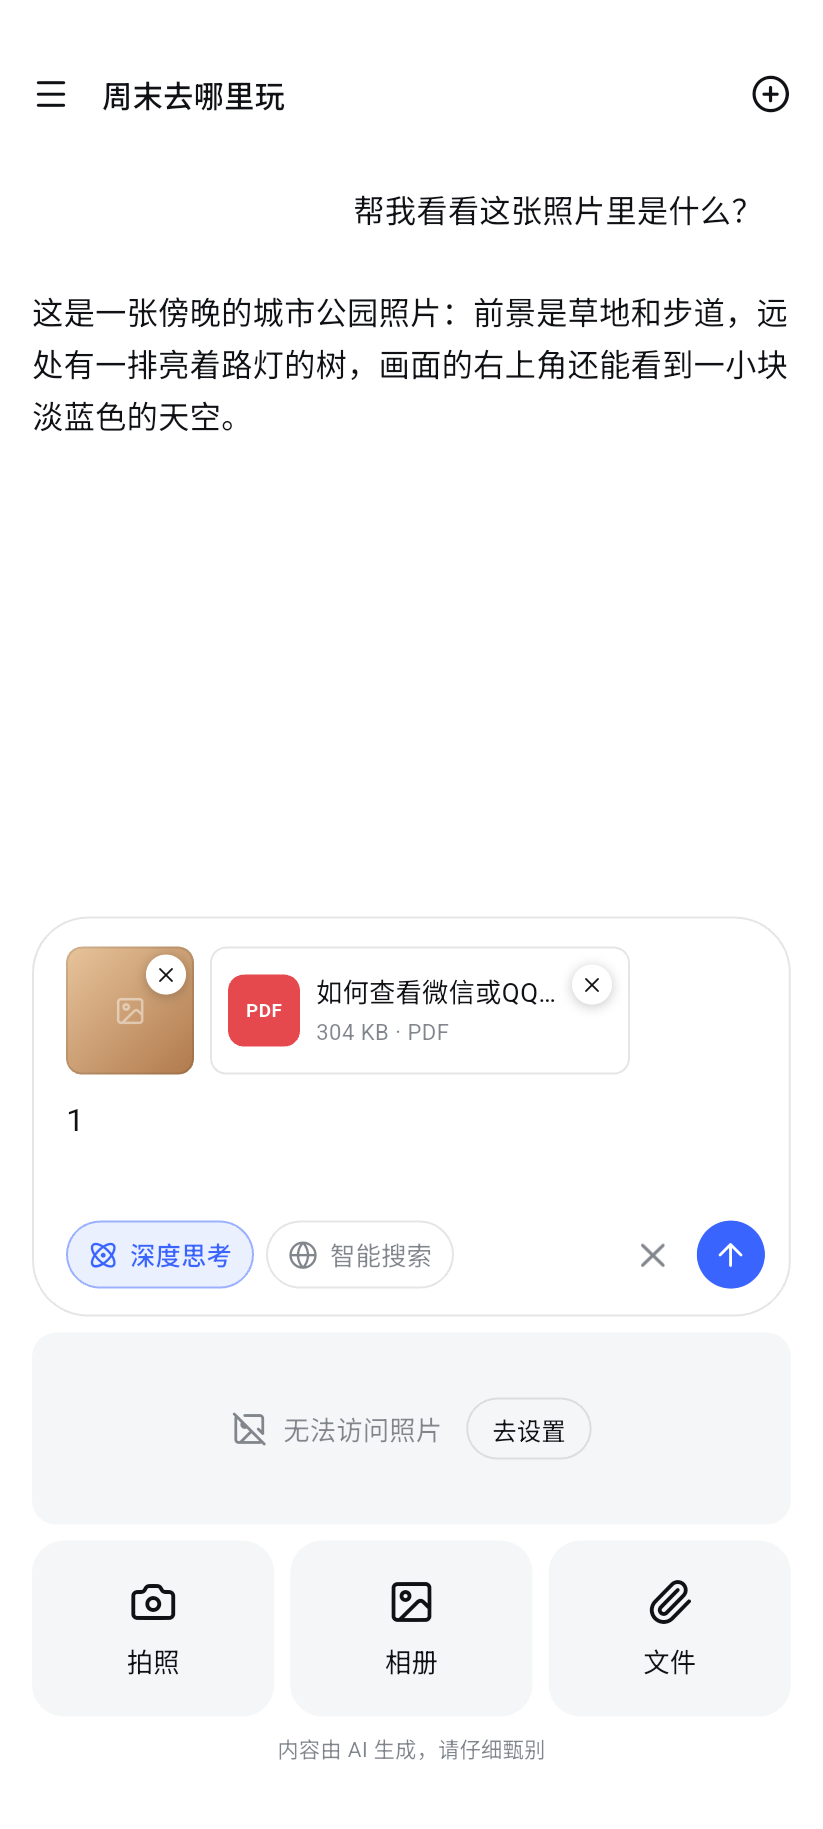 周末去哪里玩
帮我看看这张照片里是什么？
这是一张傍晚的城市公园照片：前景是草地和步道，远
处有一排亮着路灯的树，画面的右上角还能看到一小块
淡蓝色的天空。
PDF
如何查看微信或QQ...
304 KB · PDF
1
深度思考
智能搜索
无法访问照片
去设置
拍照
相册
文件
内容由 AI 生成，请仔细甄别